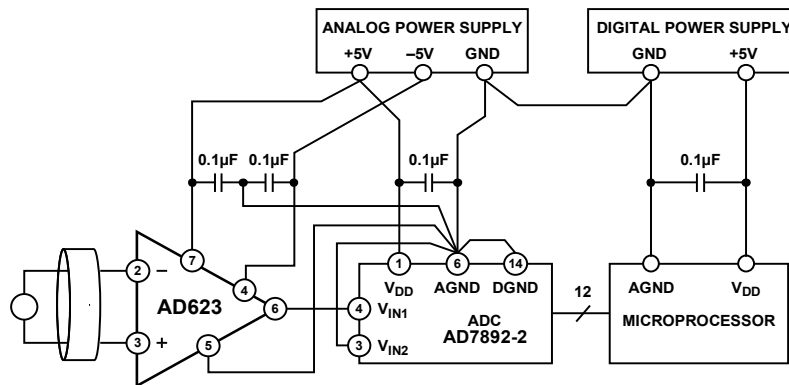 ANALOG POWER SUPPLY
+5V –5V GND
DIGITAL POWER SUPPLY
GND +5V
0.1µF 0.1µF 0.1µF 0.1µF
7
4
2 –
3 +
AD623
6
5
1 6 14
VDD AGND DGND
4 VIN1
3 VIN2
ADC
AD7892-2
12
AGND VDD
MICROPROCESSOR